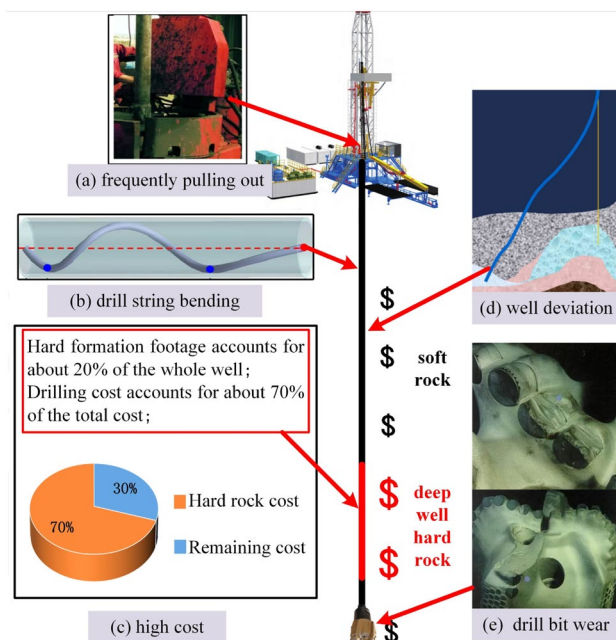 (a) frequently pulling out
(b) drill string bending
$
(d) well deviation
Hard formation footage accounts for
about 20% of the whole well;
Drilling cost accounts for about 70%
of the total cost;
$
soft
rock
$
30%
70%
Hard rock cost
Remaining cost
$
deep
well
hard
rock
$
(c) high cost
$
(e) drill bit wear